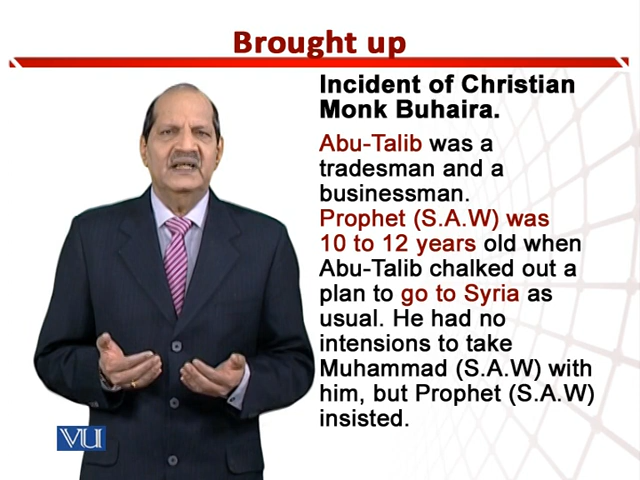 Brought up
Incident of Christian
Monk Buhaira.
Abu-Talib was a
tradesman and a
businessman.
Prophet (S.A.W) was
10 to 12 years old when
Abu-Talib chalked out a
plan to go to Syria as
usual. He had no
intensions to take
Muhammad (S.A.W) with
him, but Prophet (S.A.W)
insisted.
VU